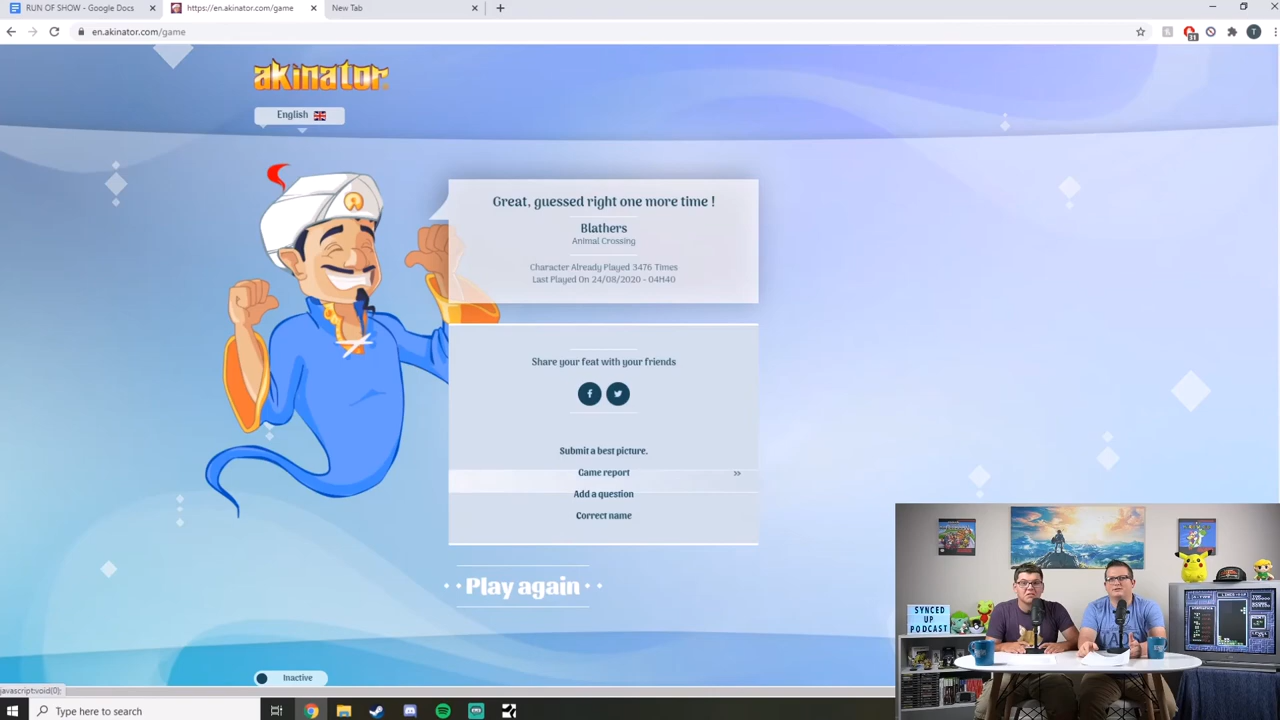 RUN OF SHOW - Google Docs
https://en.akinator.com/game
New Tab
en.akinator.com/game
31
T
akinator
English
Great, guessed right one more time !
Blathers
Animal Crossing
Character Already Played 3476 Times
Last Played On 24/08/2020 - 04H40
Share your feat with your friends
Submit a best picture.
Game report
Add a question
Correct name
Play again
Inactive
javascript:void(0);
Type here to search
SYNCED
UP
PODCAST